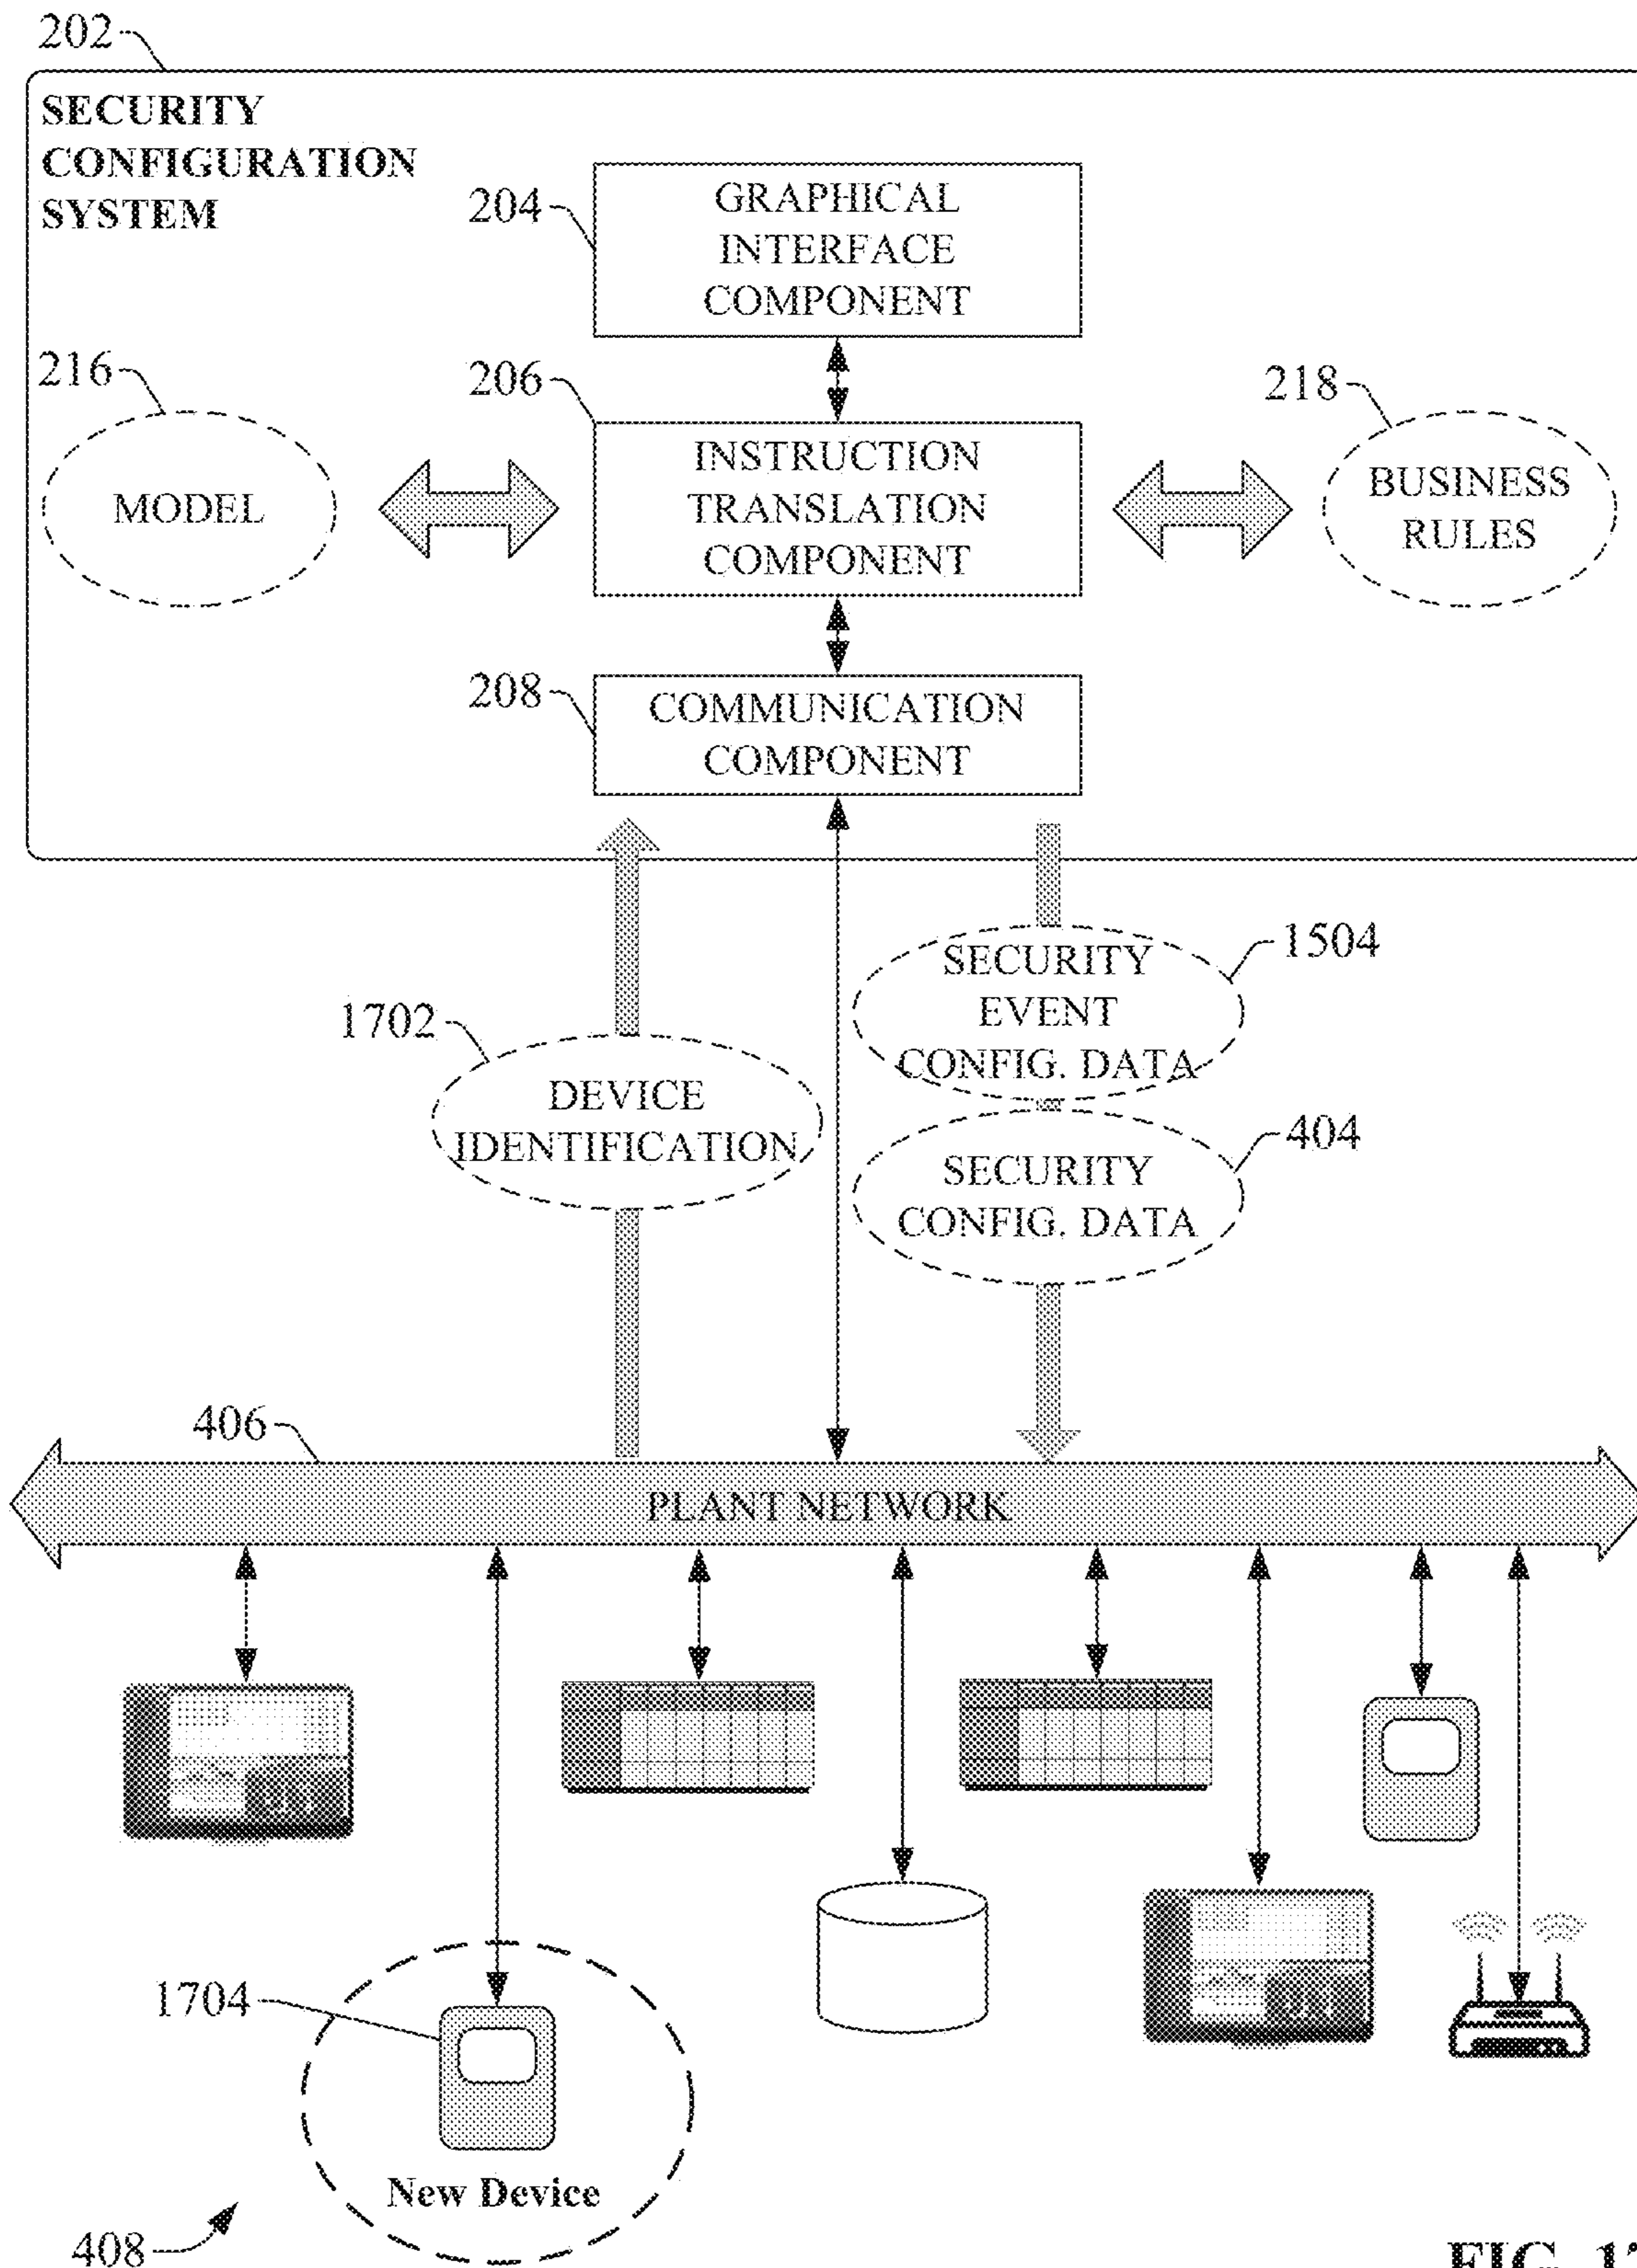 202
SECURITY
CONFIGURATION
SYSTEM
204
GRAPHICAL
INTERFACE
COMPONENT
216
MODEL
206
INSTRUCTION
TRANSLATION
COMPONENT
218
BUSINESS
RULES
208
COMMUNICATION
COMPONENT
1702
DEVICE
IDENTIFICATION
1504
SECURITY
EVENT
CONFIG. DATA
404
SECURITY
CONFIG. DATA
406
PLANT NETWORK
1704
New Device
408